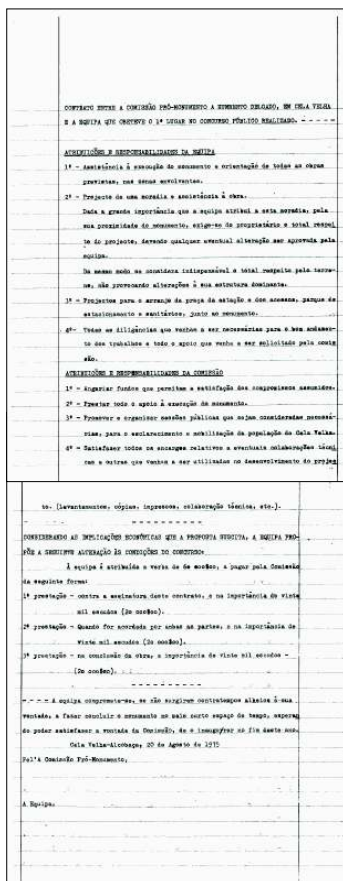 CONTRATO ENTRE A COMISSÃO PRÓ-MONUMENTO A HUMBERTO DELGADO, EM CELA VELHA
E A EQUIPA QUE OBTEVE O 1º LUGAR NO CONCURSO PÚBLICO REALIZADO. - - - - -
ATRIBUIÇÕES E RESPONSABILIDADES DA EQUIPA
1º - Assistência à execução do monumento e orientação de todas as obras
previstas, nas zonas envolventes.
2º - Projecto de uma moradia e assistência à obra.
Dada a grande importância que a equipa atribui a esta moradia, pela
sua proximidade do monumento, exige-se do proprietário o total respei
to do projecto, devendo qualquer eventual alteração ser aprovada pela
equipa.
Do mesmo modo se considera indispensável o total respeito pelo terre-
no, não provocando alterações à sua estrutura dominante.
3º - Projectos para o arranjo da praça da estação e dos acessos, parque de
estacionamento e sanitários, junto ao monumento.
4º - Todas as diligências que venham a ser necessárias para o bom andamen-
to dos trabalhos e todo o apoio que venha a ser solicitado pela comis
são.
ATRIBUIÇÕES E RESPONSABILIDADES DA COMISSÃO
1º - Angariar fundos que permitam a satisfação dos compromissos assumidos.
2º - Prestar todo o apoio à execução do monumento.
3º - Promover e organizar sessões públicas que sejam consideradas necessá-
rias, para o esclarecimento e mobilização da população de Cela Velha.
4º - Satisfazer todos os encargos relativos a eventuais colaborações técni
cas e outras que venham a ser utilizadas no desenvolvimento do projec
to. (levantamentos, cópias, impressos, colaboração técnica, etc.).
- - - - - - - - - -
CONSIDERANDO AS IMPLICAÇÕES ECONÓMICAS QUE A PROPOSTA SUSCITA, A EQUIPA PRO-
PÕE A SEGUINTE ALTERAÇÃO ÀS CONDIÇÕES DO CONCURSO:
À equipa é atribuída a verba de 6o ooo$oo, a pagar pela Comissão
da seguinte forma:
1ª prestação - contra a assinatura deste contrato, e na importância de vinte
mil escudos (2o ooo$oo).
2ª prestação - Quando for acordada por ambas as partes, e na importância de
vinte mil escudos (2o ooo$oo).
3ª prestação - na conclusão da obra, a importância de vinte mil escudos -
(2o ooo$oo).
- - - - - - - - - -
- - - - A equipa compromete-se, se não surgirem contratempos alheios à sua
vontade, a fazer concluir o monumento no mais curto espaço de tempo, esperan
do poder satisfazer a vontade da Comissão, de o inaugurar no fim deste ano.
Cela Velha-Alcobaça, 20 de Agosto de 1975
Pel'A Comissão Pró-Monumento,
A Equipa,